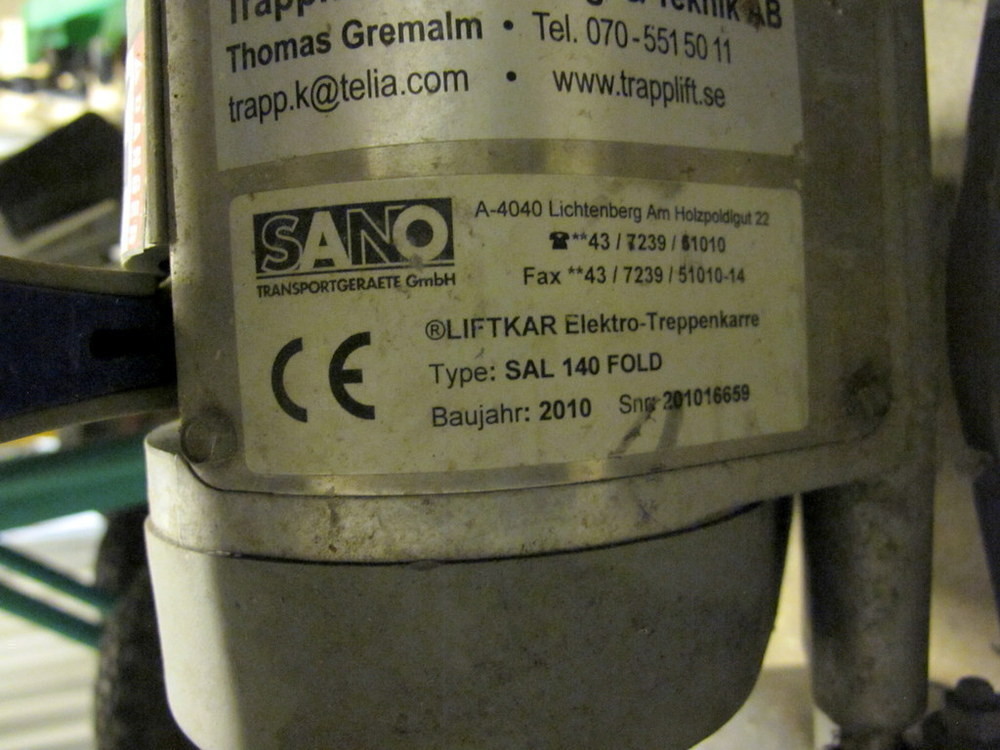 Teknik AB
Thomas Gremalm • Tel. 070-551 50 11
trapp.k@telia.com • www.trapplift.se
SANO
TRANSPORTGERAETE GmbH
A-4040 Lichtenberg Am Holzpoldlgut 22
☎**43 / 7239 / 51010
Fax **43 / 7239 / 51010-14
®LIFTKAR Elektro-Treppenkarre
Type: SAL 140 FOLD
Baujahr: 2010 Snr: 201016659
CE